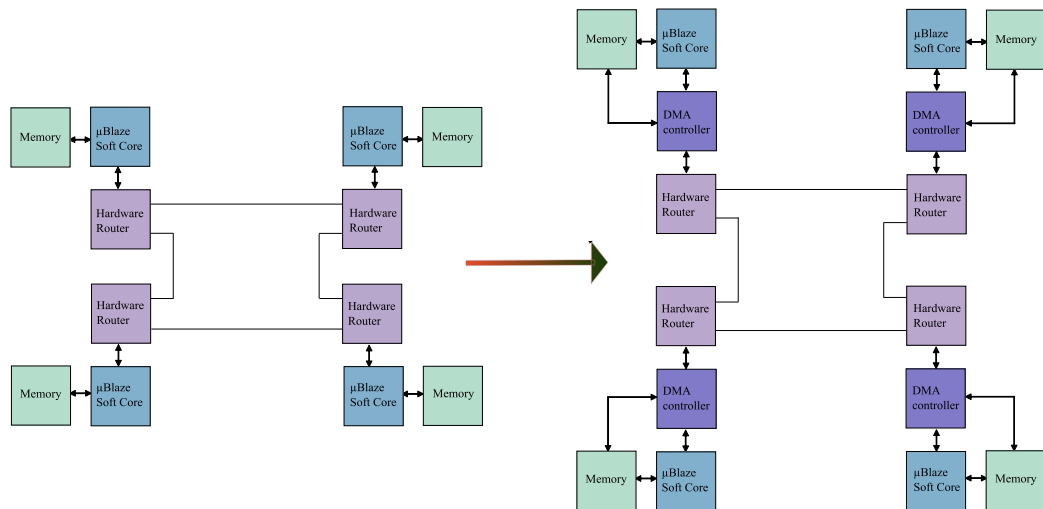 Memory
µBlaze
Soft Core
µBlaze
Soft Core
Memory
Hardware
Router
Hardware
Router
Hardware
Router
Hardware
Router
Memory
µBlaze
Soft Core
µBlaze
Soft Core
Memory
Memory
µBlaze
Soft Core
µBlaze
Soft Core
Memory
DMA
controller
DMA
controller
Hardware
Router
Hardware
Router
Hardware
Router
Hardware
Router
DMA
controller
DMA
controller
Memory
µBlaze
Soft Core
µBlaze
Soft Core
Memory